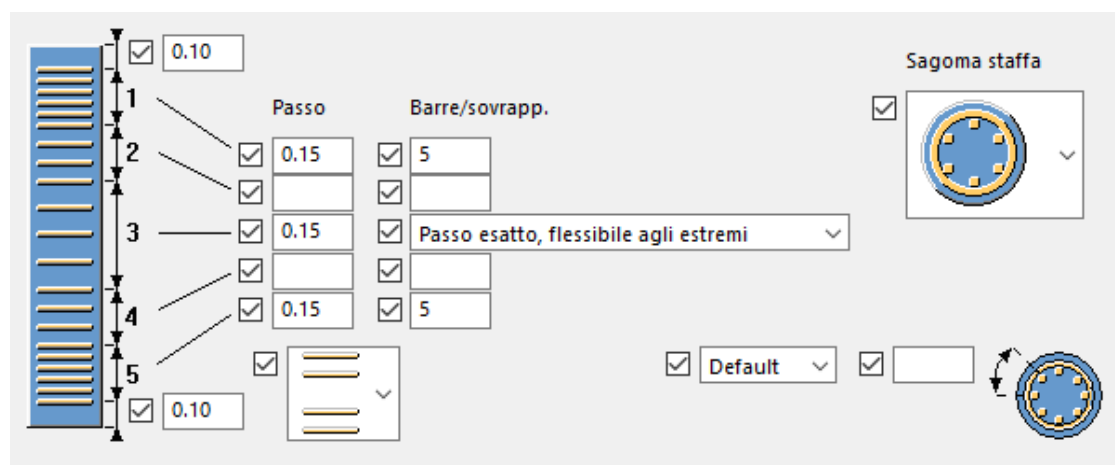 0.10
Sagoma staffa
1
Passo Barre/sovrapp.
2
0.15 5
3
0.15 Passo esatto, flessibile agli estremi
4
0.15 5
5
Default
0.10